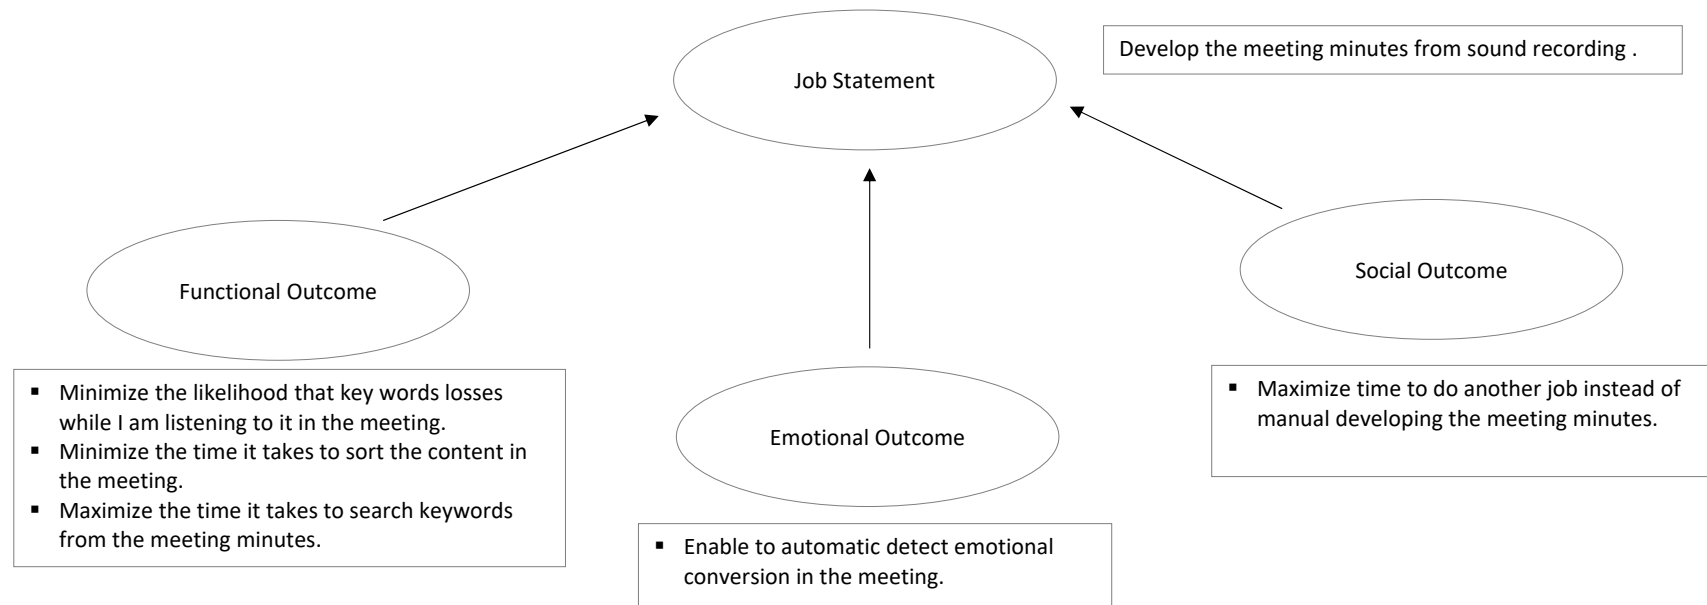 Job Statement
Develop the meeting minutes from sound recording .
Functional Outcome
▪ Minimize the likelihood that key words losses
while I am listening to it in the meeting.
▪ Minimize the time it takes to sort the content in
the meeting.
▪ Maximize the time it takes to search keywords
from the meeting minutes.
Emotional Outcome
▪ Enable to automatic detect emotional
conversion in the meeting.
Social Outcome
▪ Maximize time to do another job instead of
manual developing the meeting minutes.